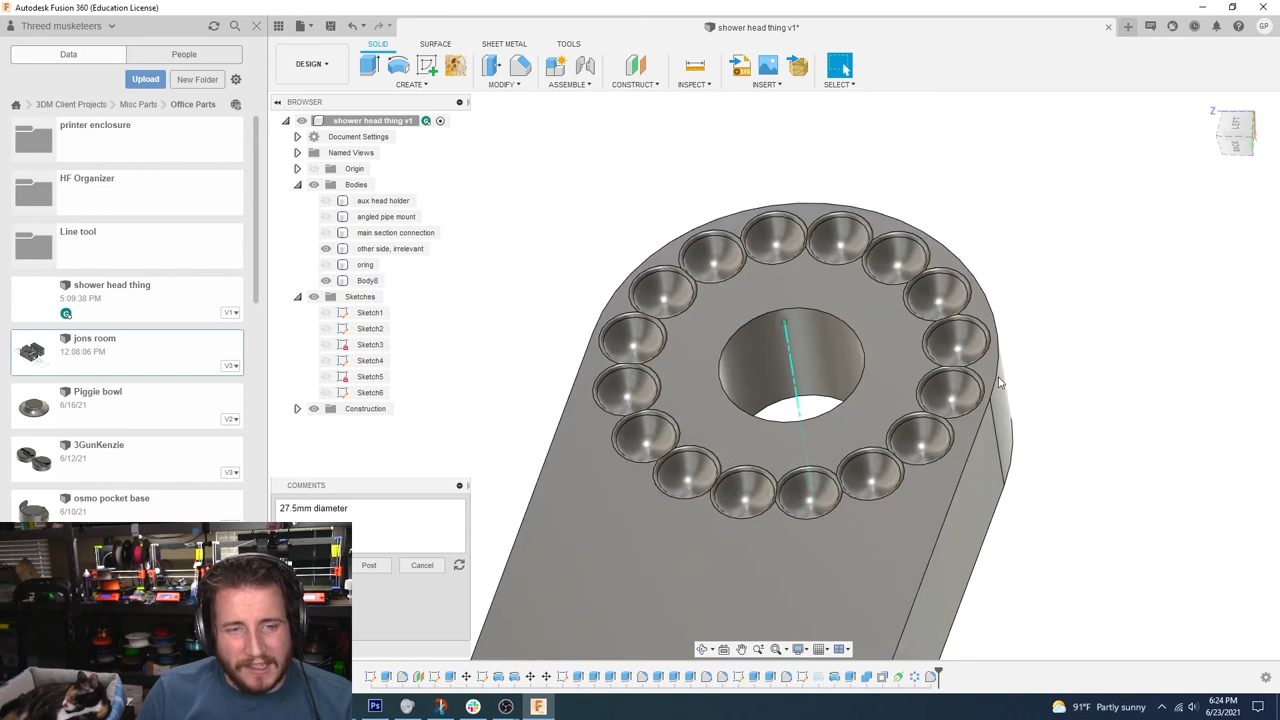 Autodesk Fusion 360 (Education License)
Threed musketeers
shower head thing v1*
GP
Data
People
Upload
New Folder
3DM Client Projects
Misc Parts
Office Parts
printer enclosure
HF Organizer
Line tool
shower head thing
5:09:38 PM
V1
jons room
12:08:06 PM
V3
Piggie bowl
6/16/21
V2
3GunKenzie
6/12/21
V3
osmo pocket base
6/10/21
DESIGN
SOLID
SURFACE
SHEET METAL
TOOLS
CREATE
MODIFY
ASSEMBLE
CONSTRUCT
INSPECT
INSERT
SELECT
BROWSER
shower head thing v1
Document Settings
Named Views
Origin
Bodies
aux head holder
angled pipe mount
main section connection
other side, irrelevant
oring
Body8
Sketches
Sketch1
Sketch2
Sketch3
Sketch4
Sketch5
Sketch6
Construction
COMMENTS
27.5mm diameter
Post
Cancel
Z
LEFT
BACK
91°F Partly sunny
6:24 PM
6/23/2021